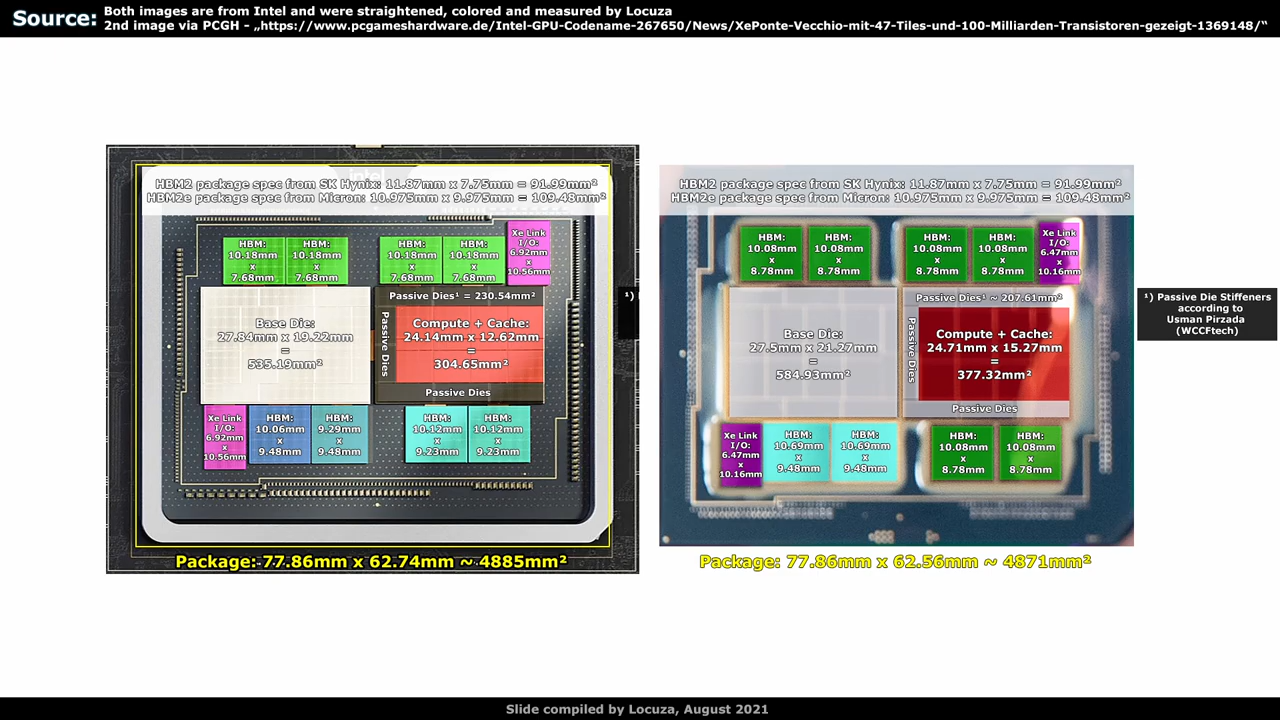 Source:
Both images are from Intel and were straightened, colored and measured by Locuza
2nd image via PCGH - „https://www.pcgameshardware.de/Intel-GPU-Codename-267650/News/XePonte-Vecchio-mit-47-Tiles-und-100-Milliarden-Transistoren-gezeigt-1369148/“
intel
HBM2 package spec from SK Hynix: 11.87mm x 7.75mm = 91.99mm²
HBM2e package spec from Micron: 10.975mm x 9.975mm = 109.48mm²
HBM:
10.18mm
x
7.68mm
HBM:
10.18mm
x
7.68mm
HBM:
10.18mm
x
7.68mm
HBM:
10.18mm
x
7.68mm
Xe Link
I/O:
6.92mm
x
10.56mm
Base Die:
27.84mm x 19.22mm
=
535.19mm²
Passive Dies¹ = 230.54mm²
Passive Dies
Compute + Cache:
24.14mm x 12.62mm
=
304.65mm²
Passive Dies
Xe Link
I/O:
6.92mm
x
10.56mm
HBM:
10.06mm
x
9.48mm
HBM:
9.29mm
x
9.48mm
HBM:
10.12mm
x
9.23mm
HBM:
10.12mm
x
9.23mm
¹)
Package: 77.86mm x 62.74mm ~ 4885mm²
HBM2 package spec from SK Hynix: 11.87mm x 7.75mm = 91.99mm²
HBM2e package spec from Micron: 10.975mm x 9.975mm = 109.48mm²
HBM:
10.08mm
x
8.78mm
HBM:
10.08mm
x
8.78mm
HBM:
10.08mm
x
8.78mm
HBM:
10.08mm
x
8.78mm
Xe Link
I/O:
6.47mm
x
10.16mm
Base Die:
27.5mm x 21.27mm
=
584.93mm²
Passive Dies¹ ~ 207.61mm²
Passive Dies
Compute + Cache:
24.71mm x 15.27mm
=
377.32mm²
Passive Dies
Xe Link
I/O:
6.47mm
x
10.16mm
HBM:
10.69mm
x
9.48mm
HBM:
10.69mm
x
9.48mm
HBM:
10.08mm
x
8.78mm
HBM:
10.08mm
x
8.78mm
Package: 77.86mm x 62.56mm ~ 4871mm²
¹) Passive Die Stiffeners
according to
Usman Pirzada
(WCCFtech)
Slide compiled by Locuza, August 2021